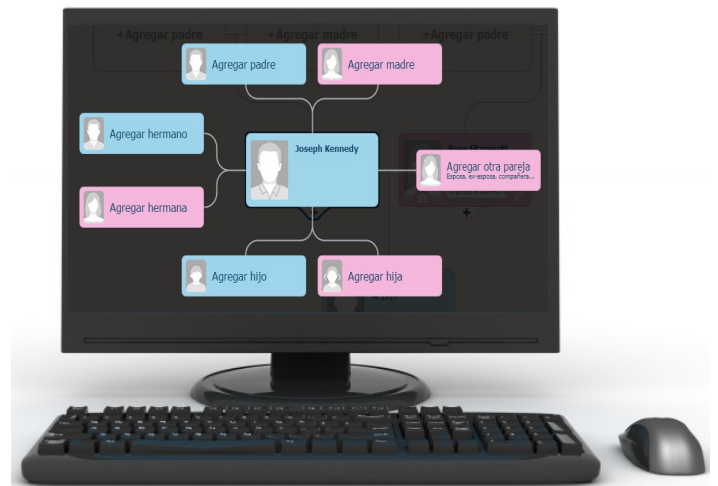 +Agregar padre
+Agregar madre
+Agregar padre
Agregar padre
Agregar madre
Agregar hermano
Joseph Kennedy
Agregar otra pareja
Esposa, ex-esposa, compañera...
Agregar hermana
Agregar hijo
Agregar hija